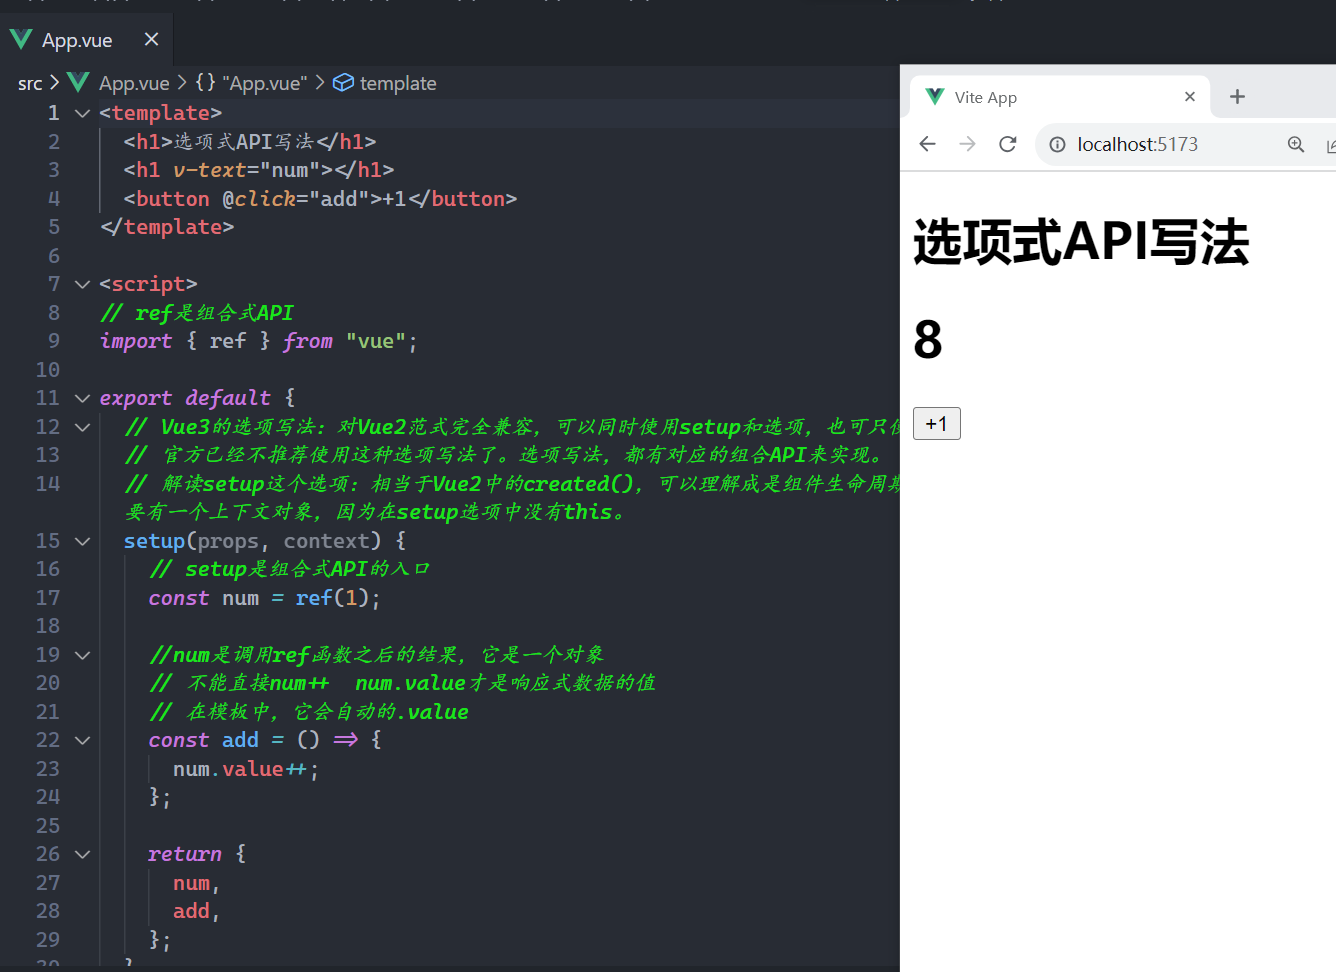 App.vue
src > App.vue > {} "App.vue" > template
1 <template>
2 <h1>选项式API写法</h1>
3 <h1 v-text="num"></h1>
4 <button @click="add">+1</button>
5 </template>
6
7 <script>
8 // ref是组合式API
9 import { ref } from "vue";
10
11 export default {
12 // Vue3的选项写法：对Vue2范式完全兼容，可以同时使用setup和选项，也可只
13 // 官方已经不推荐使用这种选项写法了。选项写法，都有对应的组合API来实现。
14 // 解读setup这个选项：相当于Vue2中的created()，可以理解成是组件生命周期
要有一个上下文对象，因为在setup选项中没有this。
15 setup(props, context) {
16 // setup是组合式API的入口
17 const num = ref(1);
18
19 //num是调用ref函数之后的结果，它是一个对象
20 // 不能直接num++  num.value才是响应式数据的值
21 // 在模板中，它会自动的.value
22 const add = () => {
23 num.value++;
24 };
25
26 return {
27 num,
28 add,
29 };
Vite App
localhost:5173
选项式API写法
8
+1